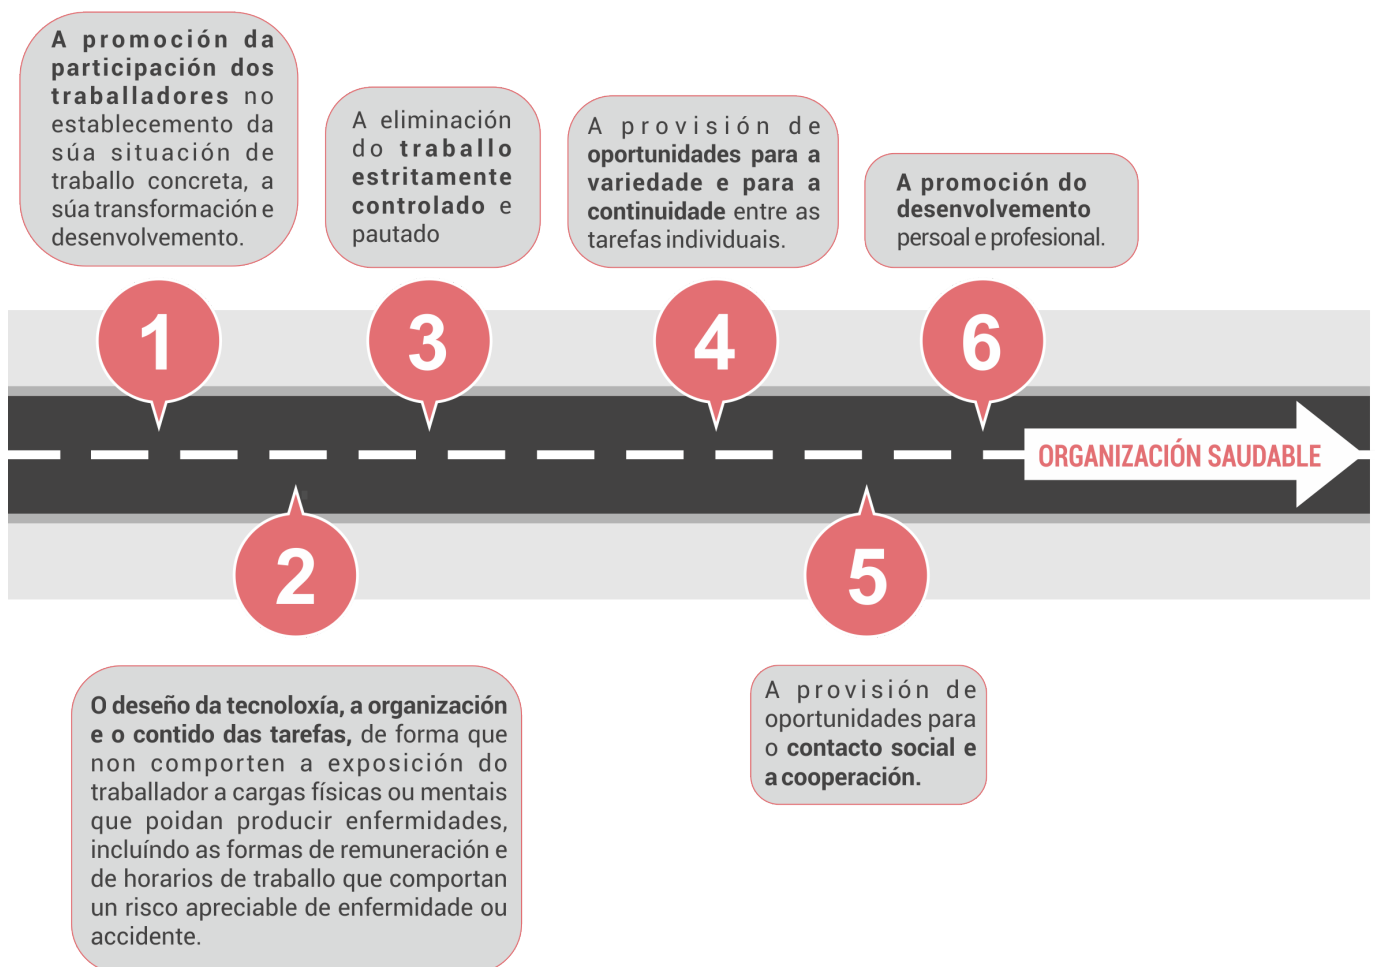 A promoción da
participación dos
traballadores no
establecemento da
súa situación de
traballo concreta, a
súa transformación e
desenvolvemento.
1
O deseño da tecnoloxía, a organización
e o contido das tarefas, de forma que
non comporten a exposición do
traballador a cargas físicas ou mentais
que poidan producir enfermidades,
incluíndo as formas de remuneración e
de horarios de traballo que comportan
un risco apreciable de enfermidade ou
accidente.
2
A eliminación
do traballo
estritamente
controlado e
pautado
3
A provisión de
oportunidades para a
variedade e para a
continuidade entre as
tarefas individuais.
4
A provisión de
oportunidades para
o contacto social e
a cooperación.
5
A promoción do
desenvolvemento
persoal e profesional.
6
ORGANIZACIÓN SAUDABLE